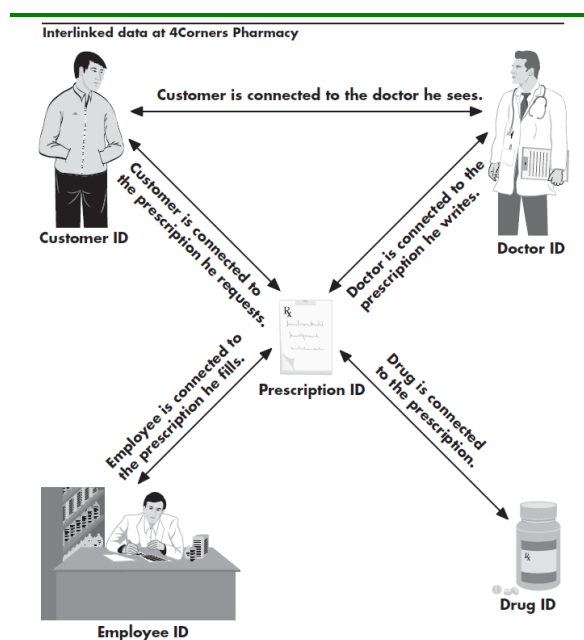 Interlinked data at 4Corners Pharmacy
Customer is connected to the doctor he sees.
Customer is connected to
the prescription he requests.
Doctor is connected to the
prescription he writes.
Customer ID
Doctor ID
Rx
Prescription ID
Employee is connected to
the prescription he fills.
Drug is connected
to the prescription.
Rx
Employee ID
Drug ID